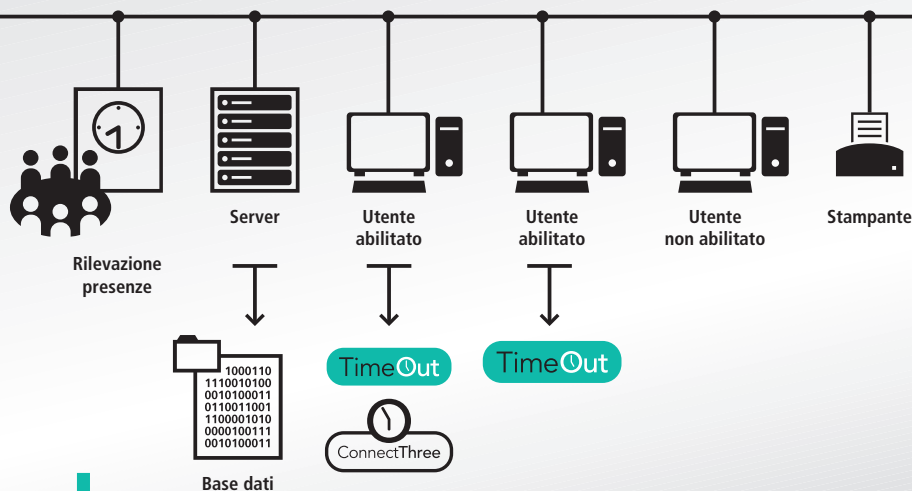 Rilevazione
presenze
Server
Utente
abilitato
Utente
abilitato
Utente
non abilitato
Stampante
1000110
1110010100
0010100011
0110011001
1100001010
0000100111
0010100011
Base dati
TimeOut
ConnectThree
TimeOut